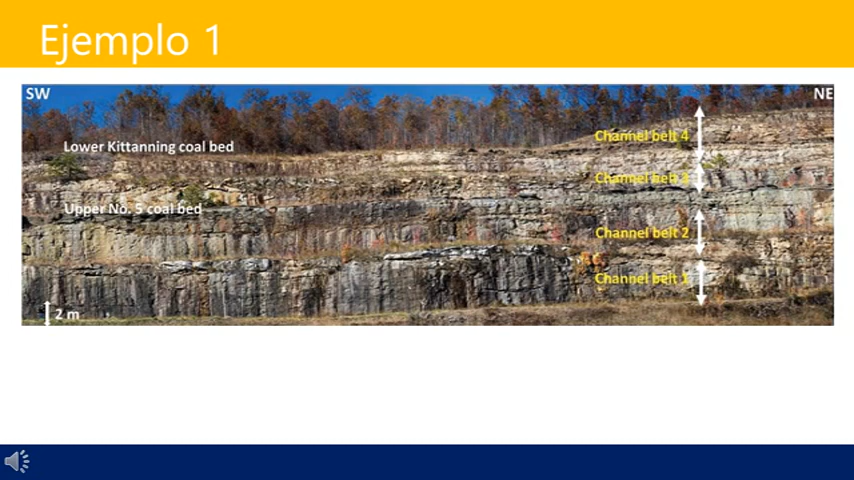 Ejemplo 1
SW
NE
Channel belt 4
Lower Kittanning coal bed
Channel belt 3
Upper No. 5 coal bed
Channel belt 2
Channel belt 1
2 m